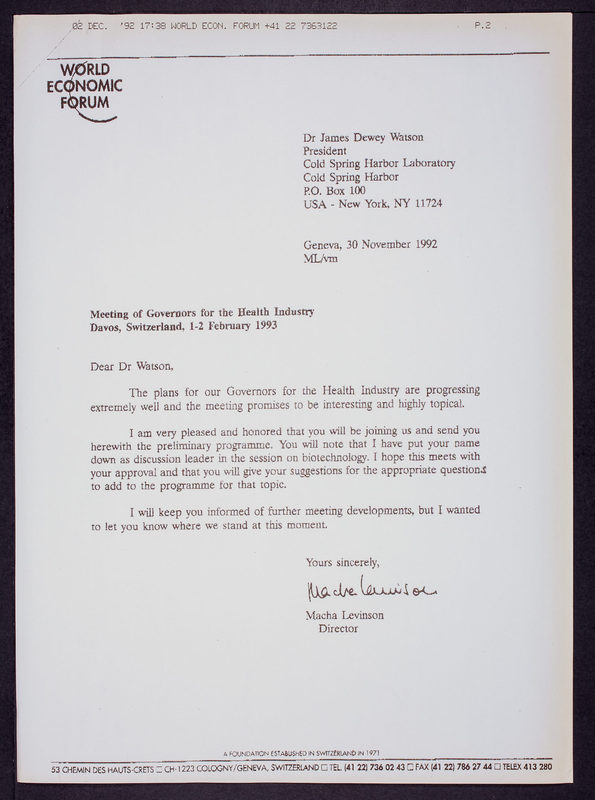 02 DEC. '92 17:38 WORLD ECON. FORUM +41 22 7363122 P.2
WORLD
ECONOMIC
FORUM
Dr James Dewey Watson
President
Cold Spring Harbor Laboratory
Cold Spring Harbor
P.O. Box 100
USA - New York, NY 11724
Geneva, 30 November 1992
ML/vm
Meeting of Governors for the Health Industry
Davos, Switzerland, 1-2 February 1993
Dear Dr Watson,
The plans for our Governors for the Health Industry are progressing
extremely well and the meeting promises to be interesting and highly topical.
I am very pleased and honored that you will be joining us and send you
herewith the preliminary programme. You will note that I have put your name
down as discussion leader in the session on biotechnology. I hope this meets with
your approval and that you will give your suggestions for the appropriate questions
to add to the programme for that topic.
I will keep you informed of further meeting developments, but I wanted
to let you know where we stand at this moment.
Yours sincerely,
Macha Levinson
Macha Levinson
Director
A FOUNDATION ESTABLISHED IN SWITZERLAND IN 1971
53 CHEMIN DES HAUTS-CRETS □ CH-1223 COLOGNY/GENEVA, SWITZERLAND □ TEL. (41 22) 736 02 43 □ FAX (41 22) 786 27 44 □ TELEX 413 280